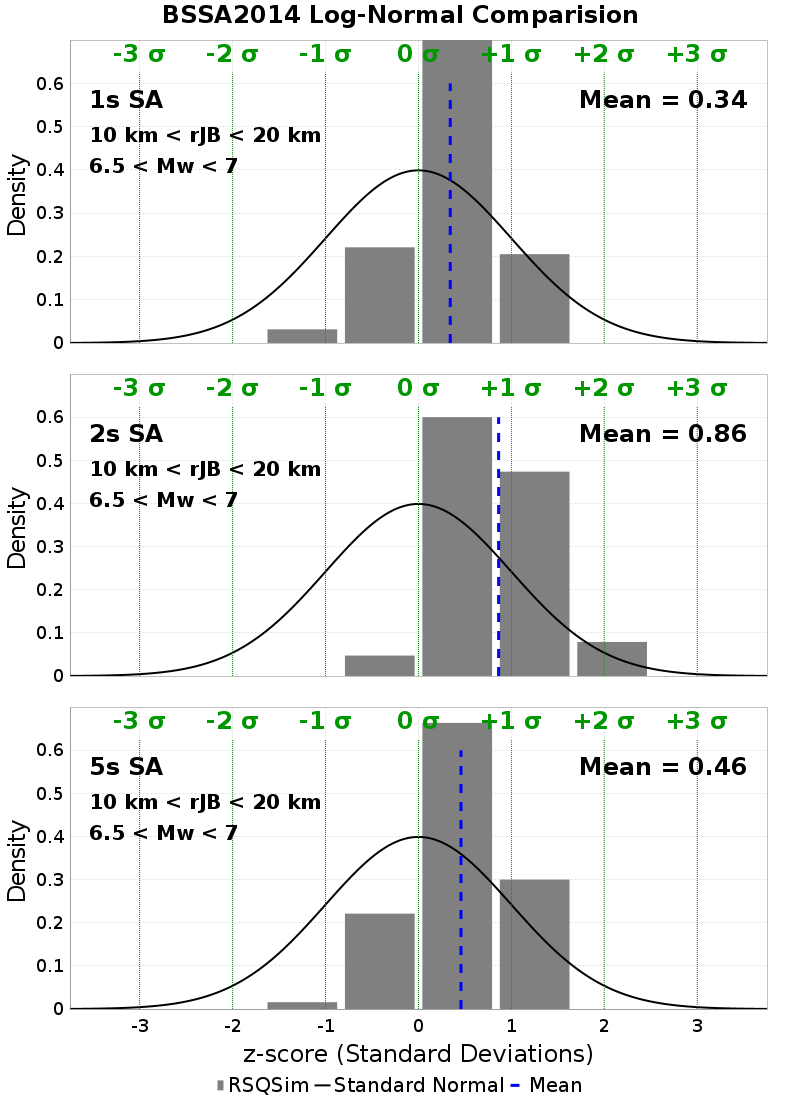 BSSA2014 Log-Normal Comparision
-3 σ -2 σ -1 σ 0 σ +1 σ +2 σ +3 σ
0.6
1s SA Mean = 0.34
0.5
10 km < rJB < 20 km
6.5 < Mw < 7
0.4
0.3
0.2
0.1
0
Density
-3 σ -2 σ -1 σ 0 σ +1 σ +2 σ +3 σ
0.6
2s SA Mean = 0.86
0.5
10 km < rJB < 20 km
6.5 < Mw < 7
0.4
0.3
0.2
0.1
0
Density
-3 σ -2 σ -1 σ 0 σ +1 σ +2 σ +3 σ
0.6
5s SA Mean = 0.46
0.5
10 km < rJB < 20 km
6.5 < Mw < 7
0.4
0.3
0.2
0.1
0
Density
-3 -2 -1 0 1 2 3
z-score (Standard Deviations)
RSQSim Standard Normal Mean